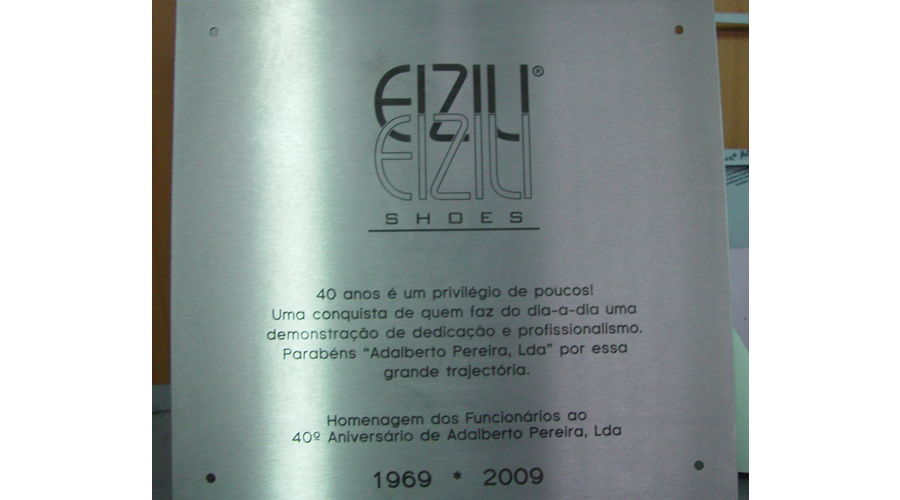 EIZILI®
EIZILI
SHOES
40 anos é um privilégio de poucos!
Uma conquista de quem faz do dia-a-dia uma
demonstração de dedicação e profissionalismo.
Parabéns “Adalberto Pereira, Lda” por essa
grande trajectória.
Homenagem dos Funcionários ao
40º Aniversário de Adalberto Pereira, Lda
1969 * 2009